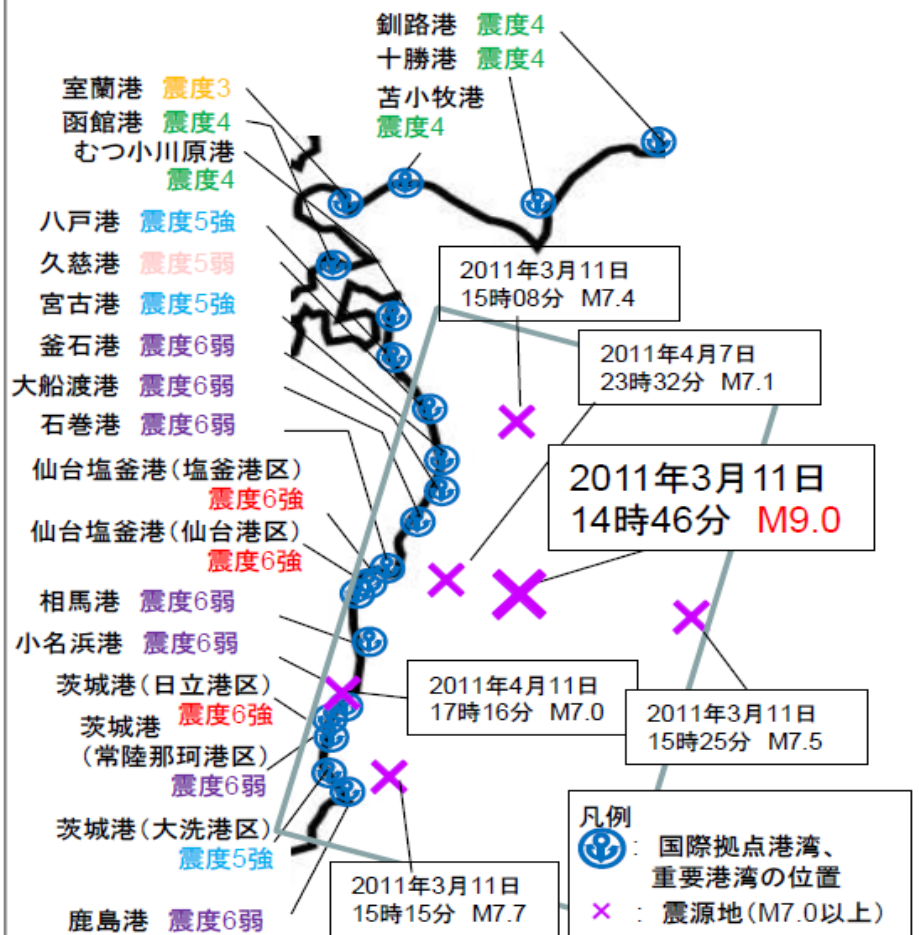 釧路港 震度4
十勝港 震度4
苫小牧港
震度4
室蘭港 震度3
函館港 震度4
むつ小川原港
震度4
八戸港 震度5強
久慈港 震度5弱
宮古港 震度5強
釜石港 震度6弱
大船渡港 震度6弱
石巻港 震度6弱
仙台塩釜港(塩釜港区)
震度6強
仙台塩釜港(仙台港区)
震度6強
相馬港 震度6弱
小名浜港 震度6弱
茨城港(日立港区)
震度6強
茨城港
(常陸那珂港区)
震度6弱
茨城港(大洗港区)
震度5強
鹿島港 震度6弱
2011年3月11日
15時08分 M7.4
2011年4月7日
23時32分 M7.1
2011年3月11日
14時46分 M9.0
2011年4月11日
17時16分 M7.0
2011年3月11日
15時25分 M7.5
2011年3月11日
15時15分 M7.7
凡例
: 国際拠点港湾、
重要港湾の位置
: 震源地(M7.0以上)